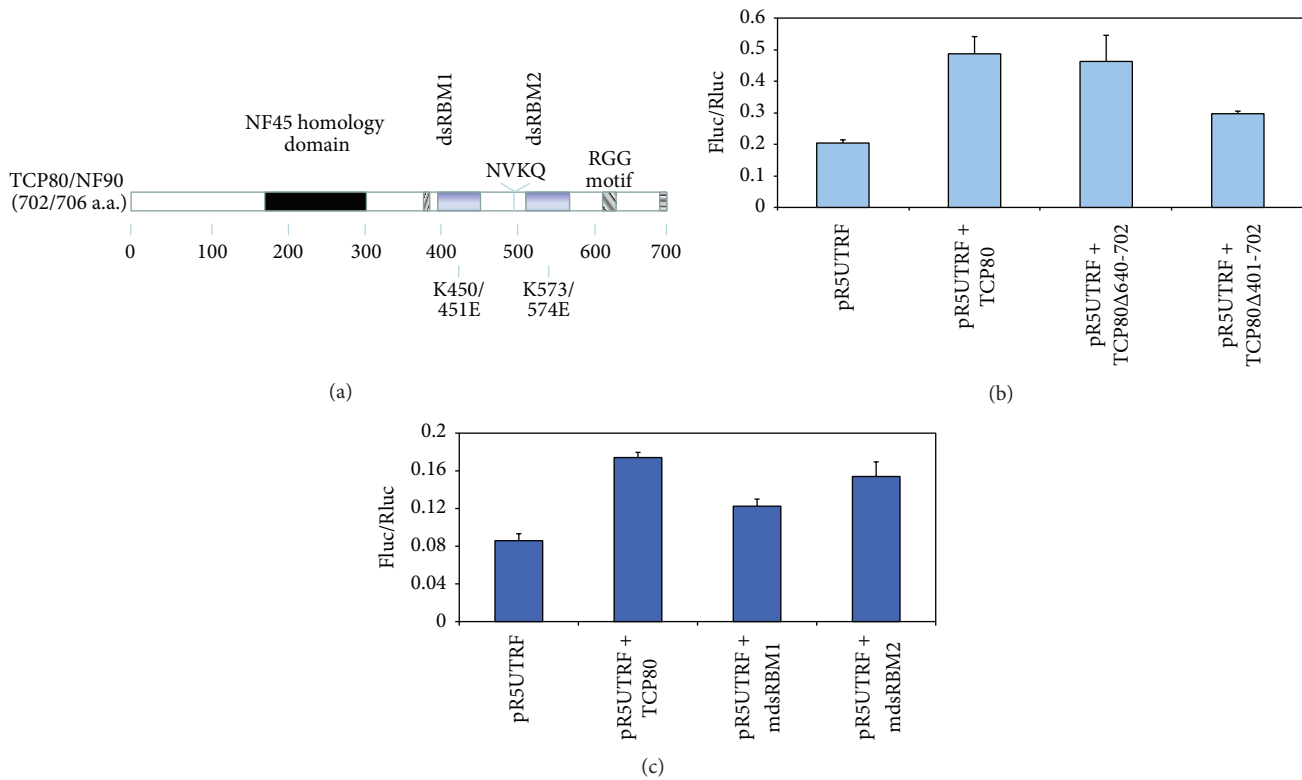 NF45 homology
domain
dsRBM1
dsRBM2
NVKQ
RGG
motif
TCP80/NF90
(702/706 a.a.)
0 100 200 300 400 500 600 700
K450/
451E
K573/
574E
(a)
Fluc/Rluc
0.6
0.5
0.4
0.3
0.2
0.1
0
pR5UTRF
pR5UTRF +
TCP80
pR5UTRF +
TCP80Δ640-702
pR5UTRF +
TCP80Δ401-702
(b)
Fluc/Rluc
0.2
0.16
0.12
0.08
0.04
0
pR5UTRF
pR5UTRF +
TCP80
pR5UTRF +
mdsRBM1
pR5UTRF +
mdsRBM2
(c)